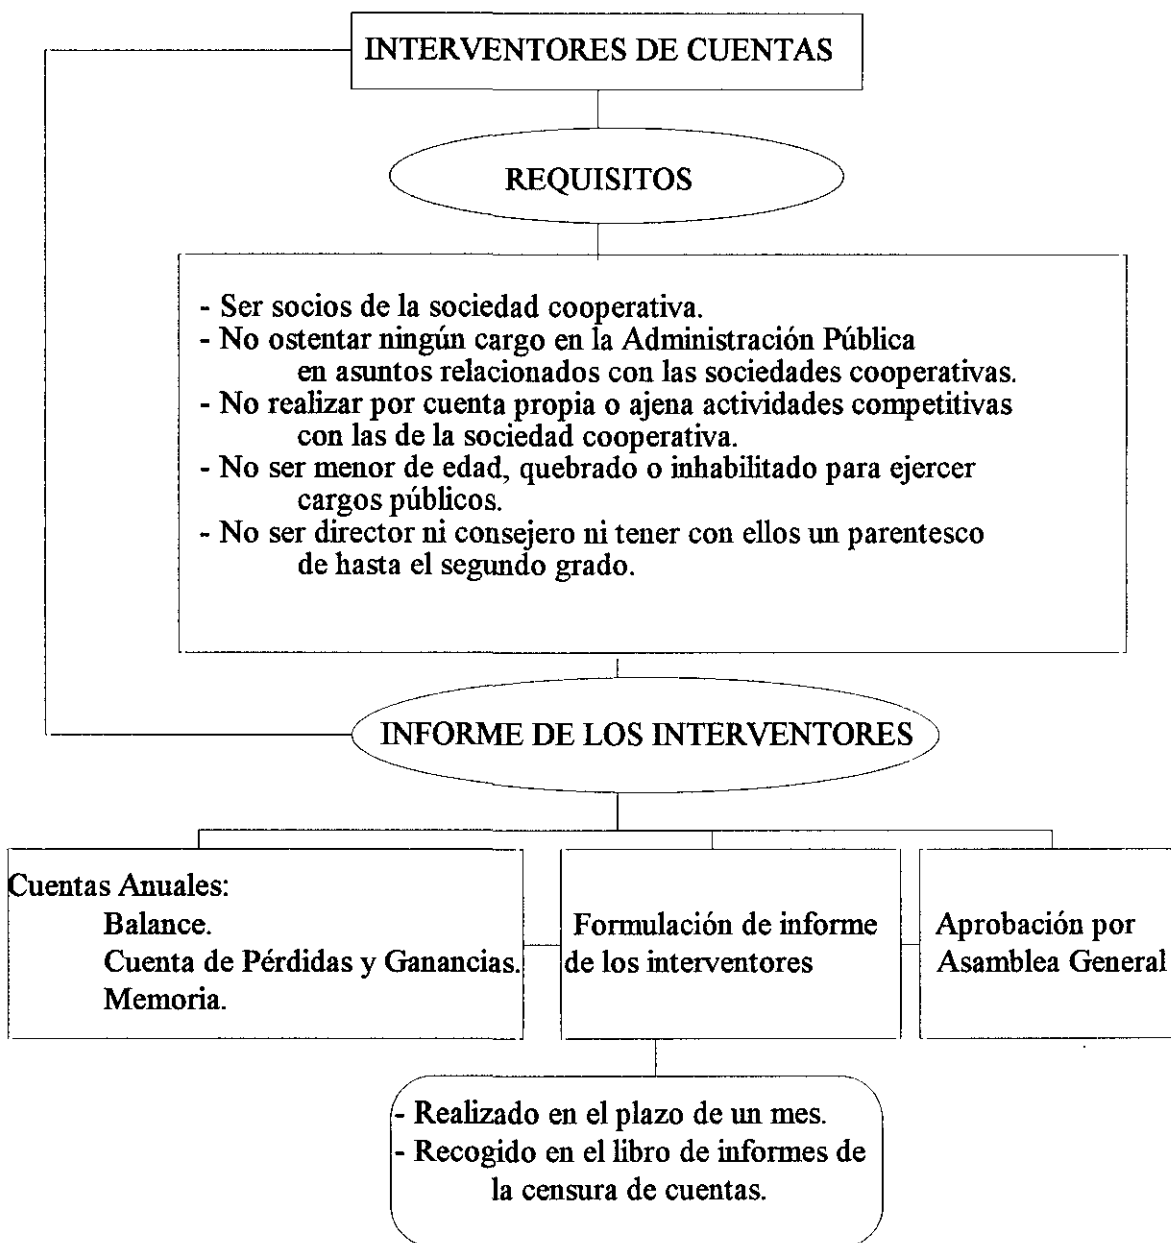 INTERVENTORES DE CUENTAS
REQUISITOS
- Ser socios de la sociedad cooperativa.
- No ostentar ningún cargo en la Administración Pública
en asuntos relacionados con las sociedades cooperativas.
- No realizar por cuenta propia o ajena actividades competitivas
con las de la sociedad cooperativa.
- No ser menor de edad, quebrado o inhabilitado para ejercer
cargos públicos.
- No ser director ni consejero ni tener con ellos un parentesco
de hasta el segundo grado.
INFORME DE LOS INTERVENTORES
Cuentas Anuales:
Balance.
Cuenta de Pérdidas y Ganancias.
Memoria.
Formulación de informe
de los interventores
Aprobación por
Asamblea General
- Realizado en el plazo de un mes.
- Recogido en el libro de informes de
la censura de cuentas.